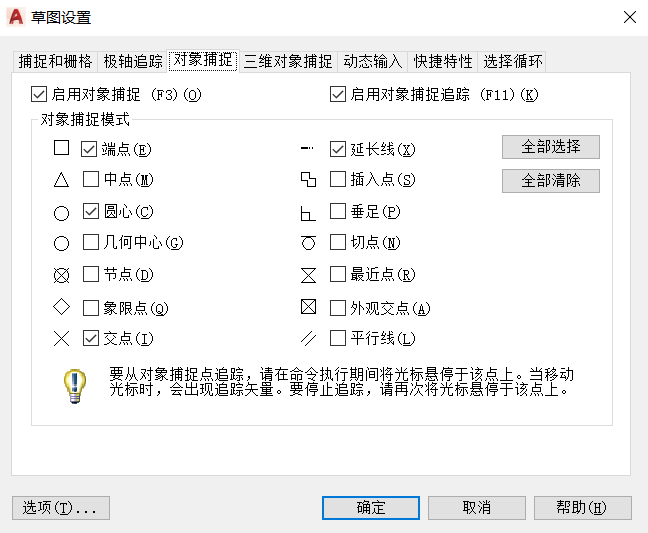 草图设置
捕捉和栅格 极轴追踪 对象捕捉 三维对象捕捉 动态输入 快捷特性 选择循环
启用对象捕捉 (F3)(O) 启用对象捕捉追踪 (F11)(K)
对象捕捉模式
端点(E) 延长线(X) 全部选择
中点(M) 插入点(S) 全部清除
圆心(C) 垂足(P)
几何中心(G) 切点(N)
节点(D) 最近点(R)
象限点(Q) 外观交点(A)
交点(I) 平行线(L)
要从对象捕捉点追踪，请在命令执行期间将光标悬停于该点上。当移动
光标时，会出现追踪矢量。要停止追踪，请再次将光标悬停于该点上。
选项(T)... 确定 取消 帮助(H)